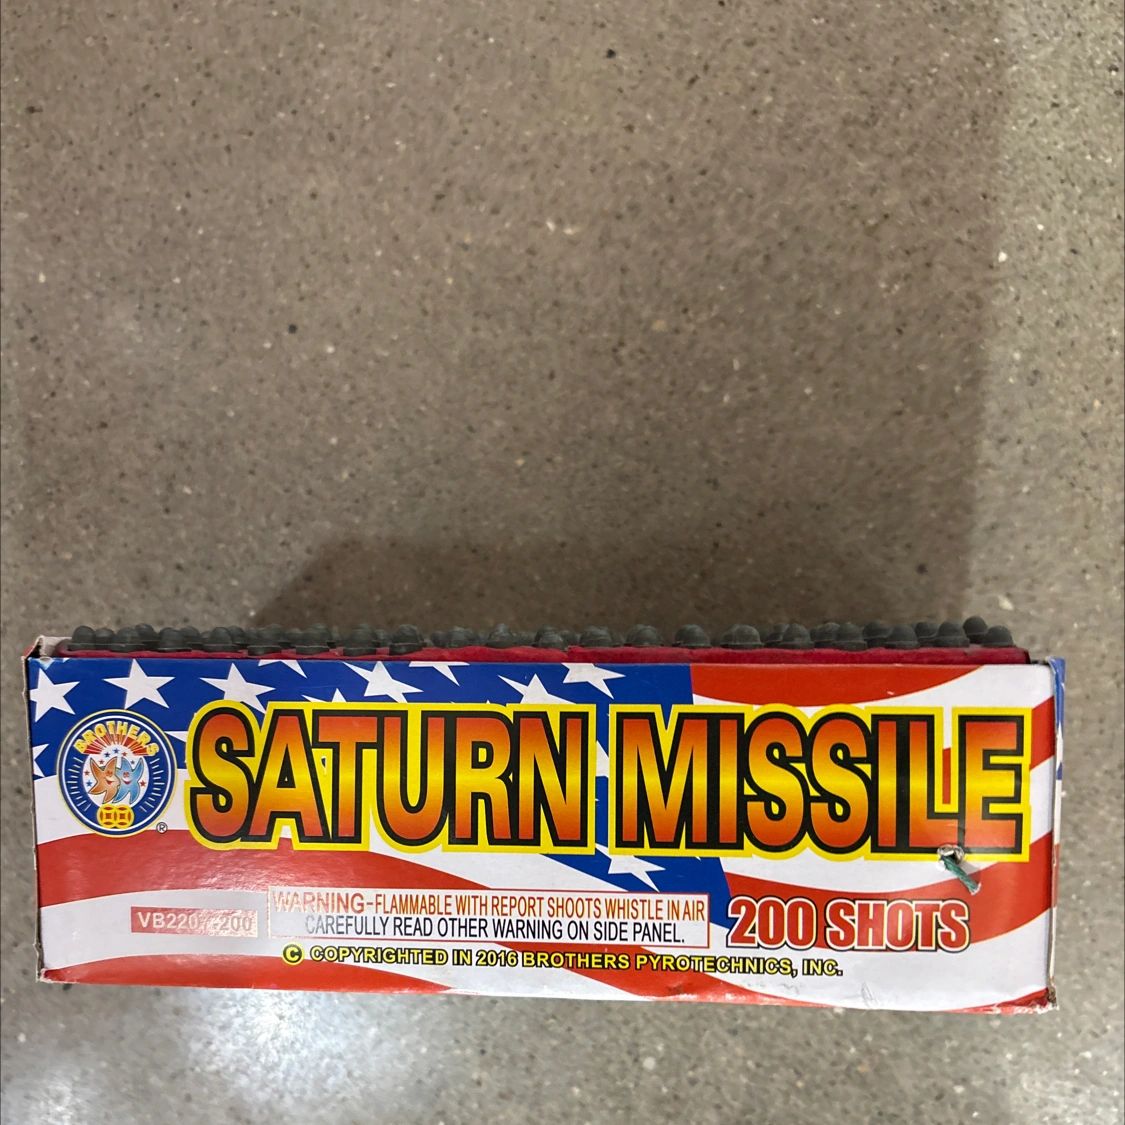 BROTHERS
®
SATURN MISSILE
WARNING-FLAMMABLE WITH REPORT SHOOTS WHISTLE IN AIR
CAREFULLY READ OTHER WARNING ON SIDE PANEL.
200 SHOTS
© COPYRIGHTED IN 2016 BROTHERS PYROTECHNICS, INC.